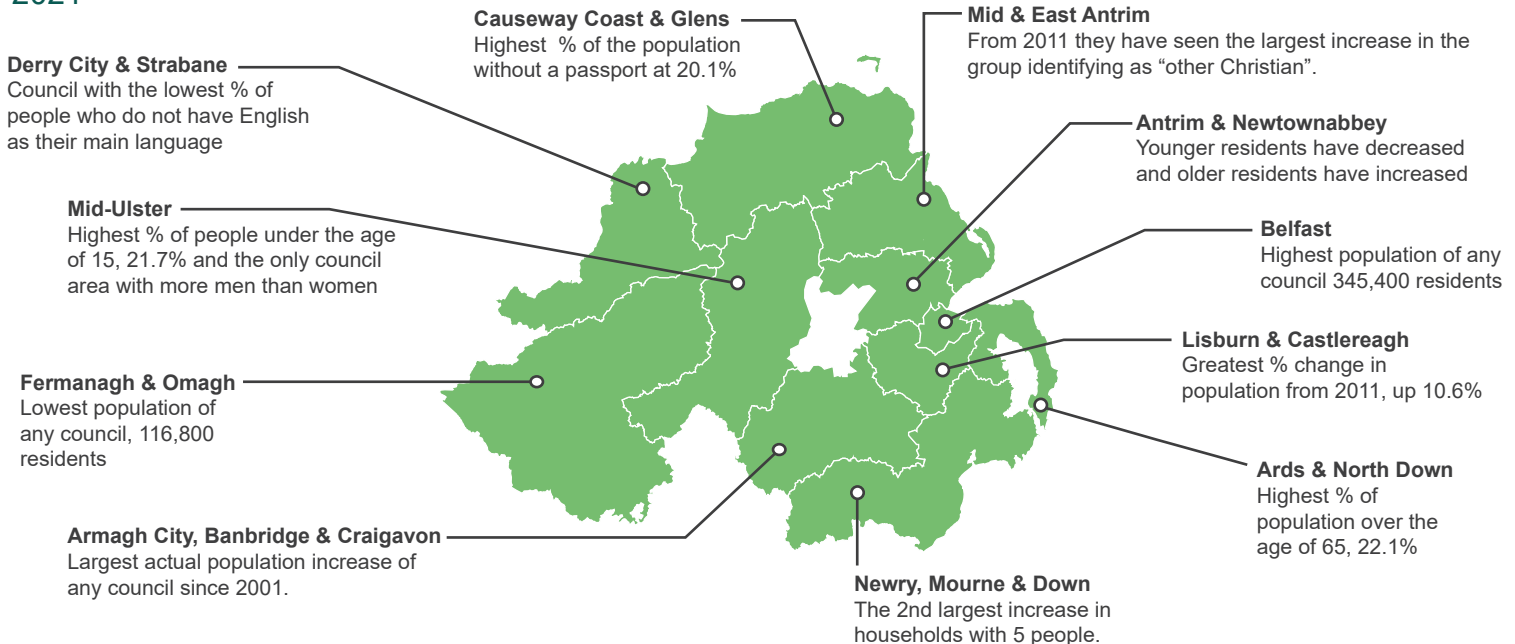 Causeway Coast & Glens
Highest % of the population
without a passport at 20.1%
Mid & East Antrim
From 2011 they have seen the largest increase in the
group identifying as “other Christian”.
Derry City & Strabane
Council with the lowest % of
people who do not have English
as their main language
Antrim & Newtownabbey
Younger residents have decreased
and older residents have increased
Mid-Ulster
Highest % of people under the age
of 15, 21.7% and the only council
area with more men than women
Belfast
Highest population of any
council 345,400 residents
Lisburn & Castlereagh
Greatest % change in
population from 2011, up 10.6%
Fermanagh & Omagh
Lowest population of
any council, 116,800
residents
Ards & North Down
Highest % of
population over the
age of 65, 22.1%
Armagh City, Banbridge & Craigavon
Largest actual population increase of
any council since 2001.
Newry, Mourne & Down
The 2nd largest increase in
households with 5 people.